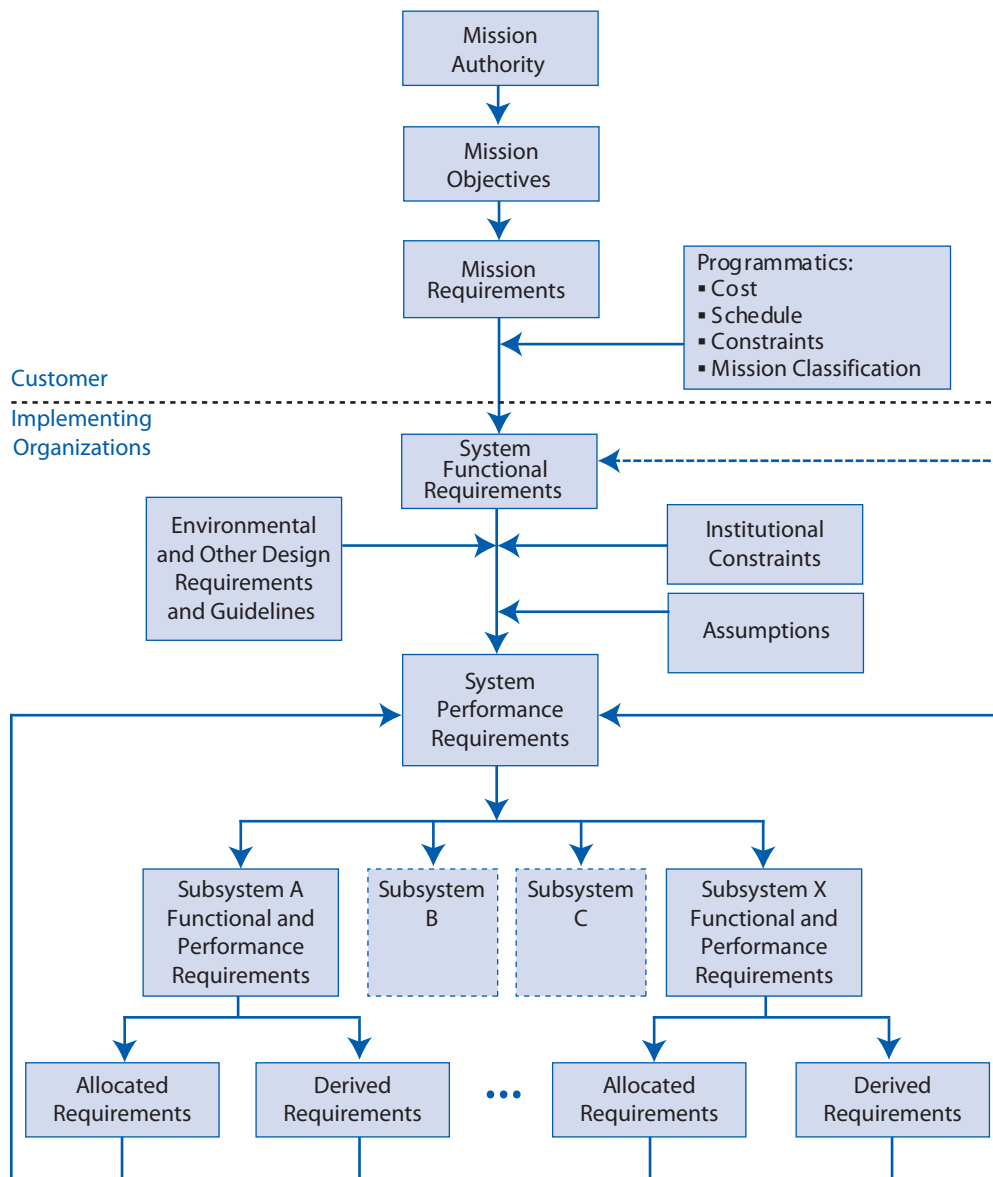 Mission
Authority
Mission
Objectives
Mission
Requirements
Programmatics:
▪ Cost
▪ Schedule
▪ Constraints
▪ Mission Classification
Customer
Implementing
Organizations
System
Functional
Requirements
Environmental
and Other Design
Requirements
and Guidelines
Institutional
Constraints
Assumptions
System
Performance
Requirements
Subsystem A
Functional and
Performance
Requirements
Subsystem
B
Subsystem
C
Subsystem X
Functional and
Performance
Requirements
Allocated
Requirements
Derived
Requirements
•••
Allocated
Requirements
Derived
Requirements